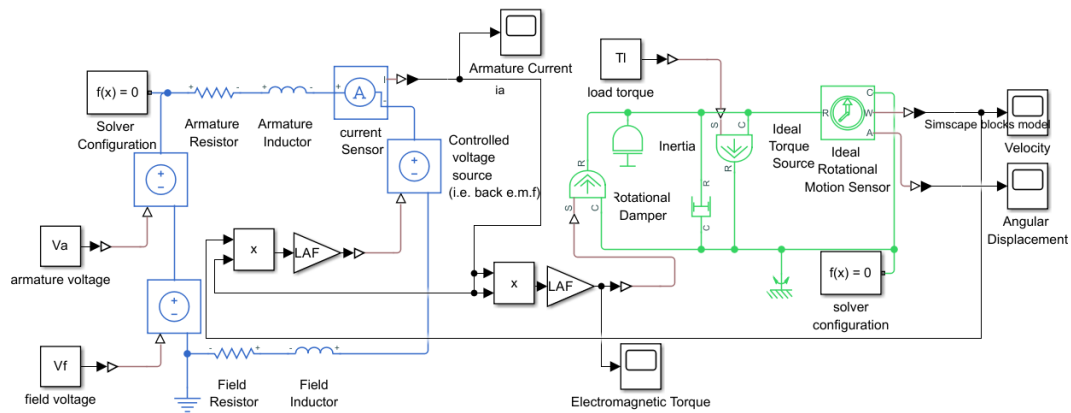 Armature Current
ia
f(x) = 0
Solver
Configuration
Armature
Resistor
Armature
Inductor
A
I
current
Sensor
Controlled
voltage
source
(i.e. back e.m.f)
Va
armature voltage
Vf
field voltage
x
LAF
Field
Resistor
Field
Inductor
x
LAF
Electromagnetic Torque
Tl
load torque
S
C
R
R
S
C
Rotational
Damper
Inertia
R
C
Ideal
Torque
Source
R
C
W
A
Ideal
Rotational
Motion Sensor
Simscape blocks model
Velocity
Angular
Displacement
f(x) = 0
solver
configuration